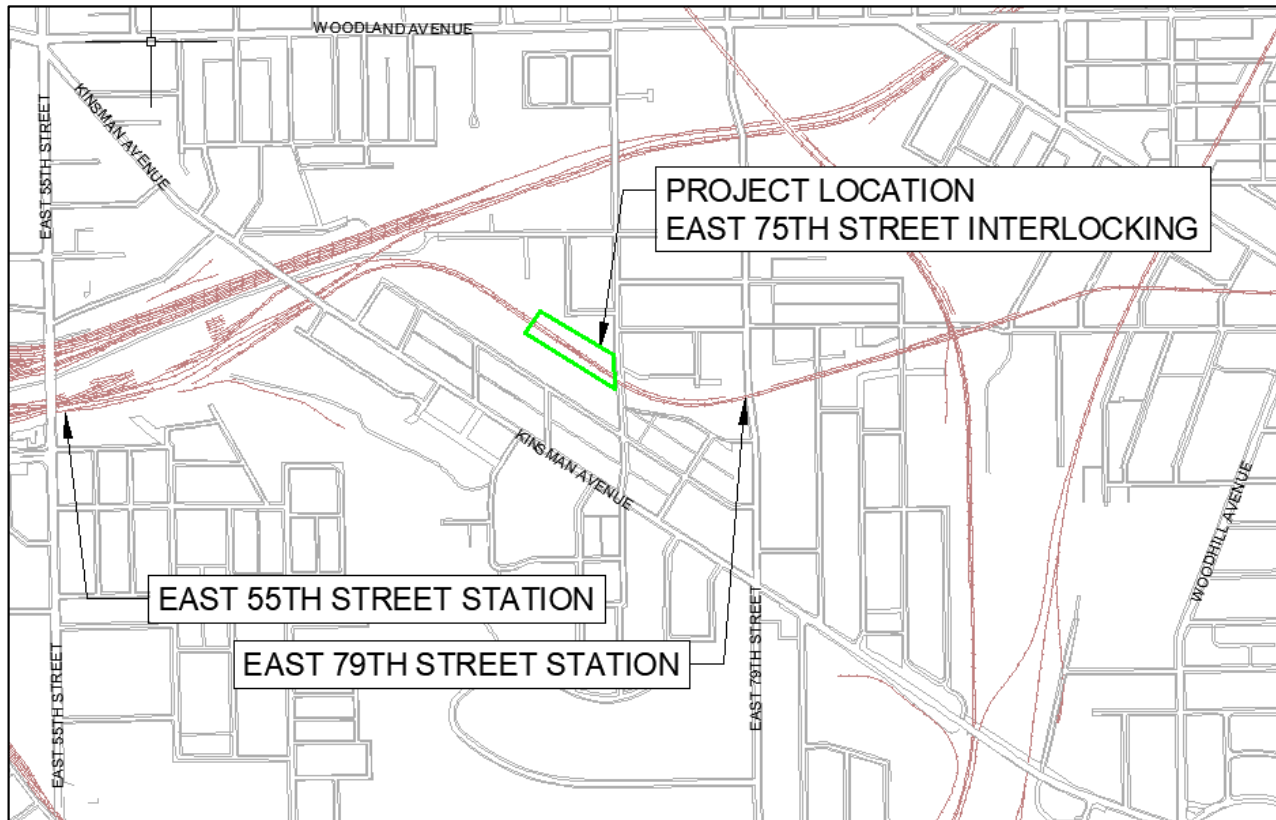 WOODLAND AVENUE
KINSMAN AVENUE
EAST 55TH STREET
PROJECT LOCATION
EAST 75TH STREET INTERLOCKING
KINSMAN AVENUE
WOODHILL AVENUE
EAST 55TH STREET STATION
EAST 79TH STREET STATION
EAST 79TH STREET
EAST 55TH STREET